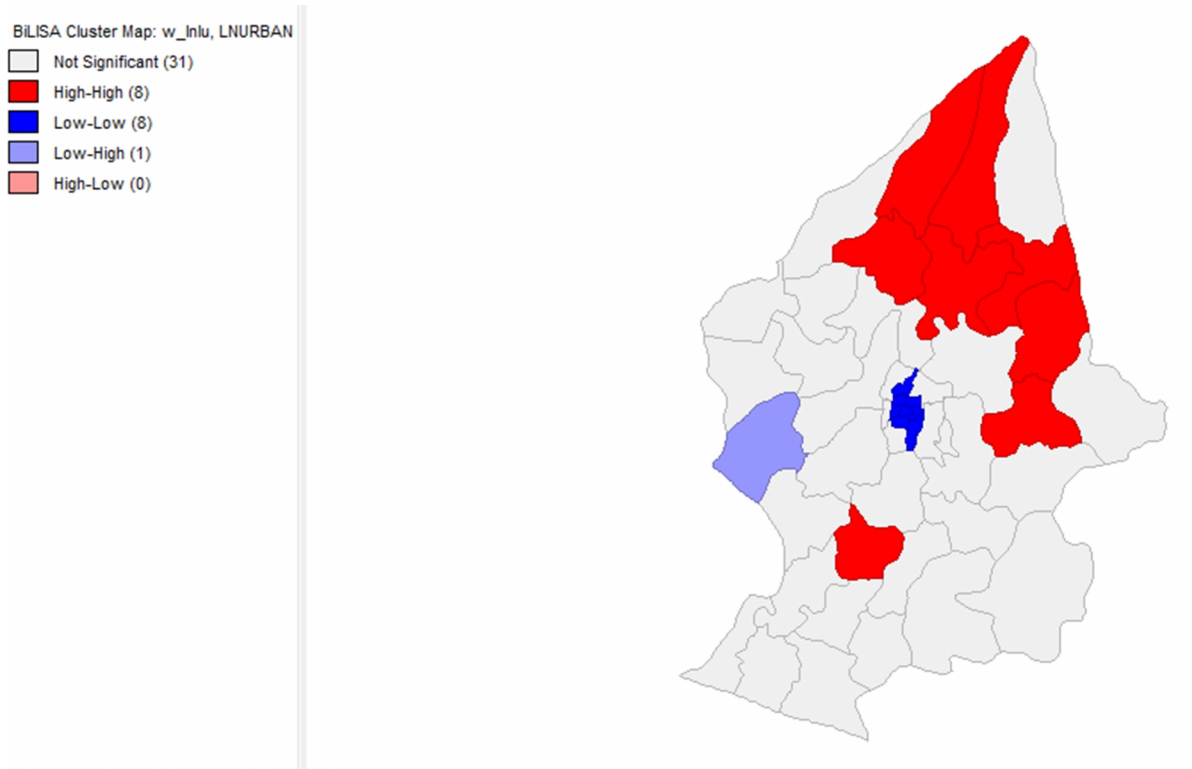 BiLISA Cluster Map: w_lnlu, LNURBAN
Not Significant (31)
High-High (8)
Low-Low (8)
Low-High (1)
High-Low (0)